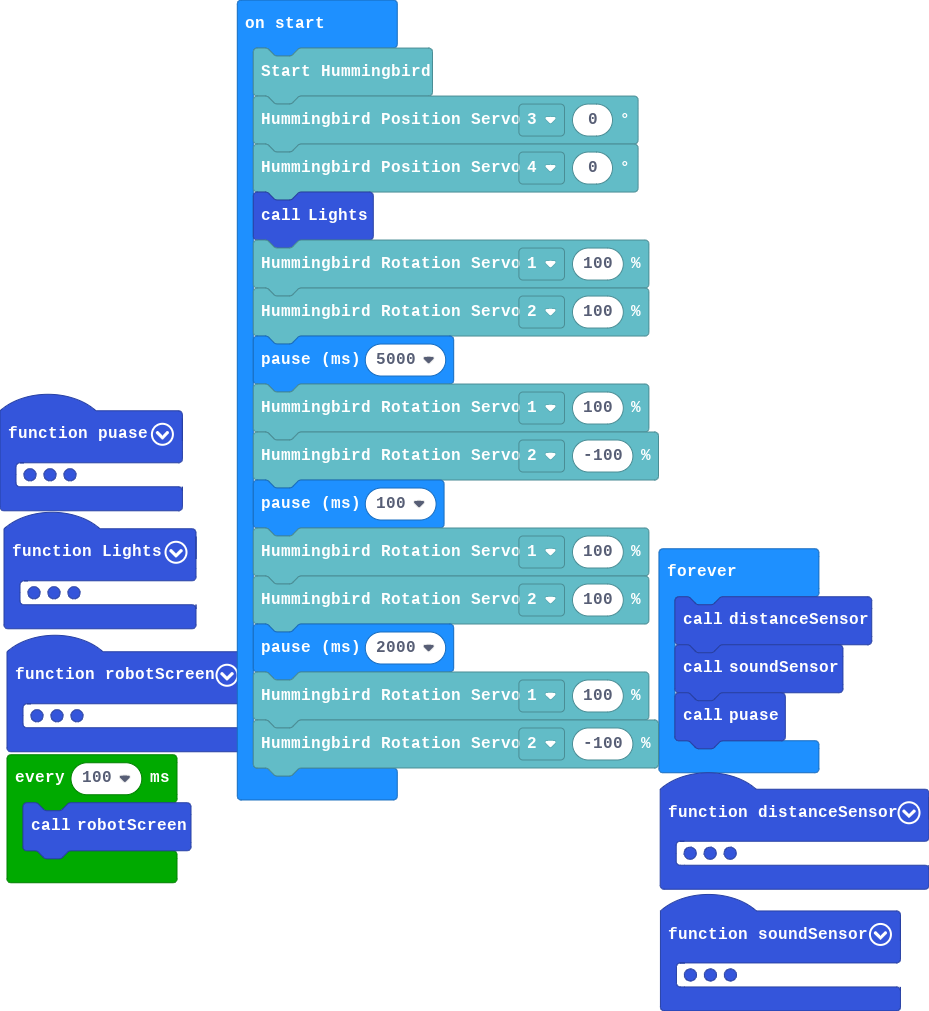 on start
Start Hummingbird
Hummingbird Position Servo 3 0 °
Hummingbird Position Servo 4 0 °
call Lights
Hummingbird Rotation Servo 1 100 %
Hummingbird Rotation Servo 2 100 %
pause (ms) 5000
Hummingbird Rotation Servo 1 100 %
Hummingbird Rotation Servo 2 -100 %
pause (ms) 100
Hummingbird Rotation Servo 1 100 %
Hummingbird Rotation Servo 2 100 %
pause (ms) 2000
Hummingbird Rotation Servo 1 100 %
Hummingbird Rotation Servo 2 -100 %
function puase
function Lights
function robotScreen
every 100 ms
call robotScreen
forever
call distanceSensor
call soundSensor
call puase
function distanceSensor
function soundSensor